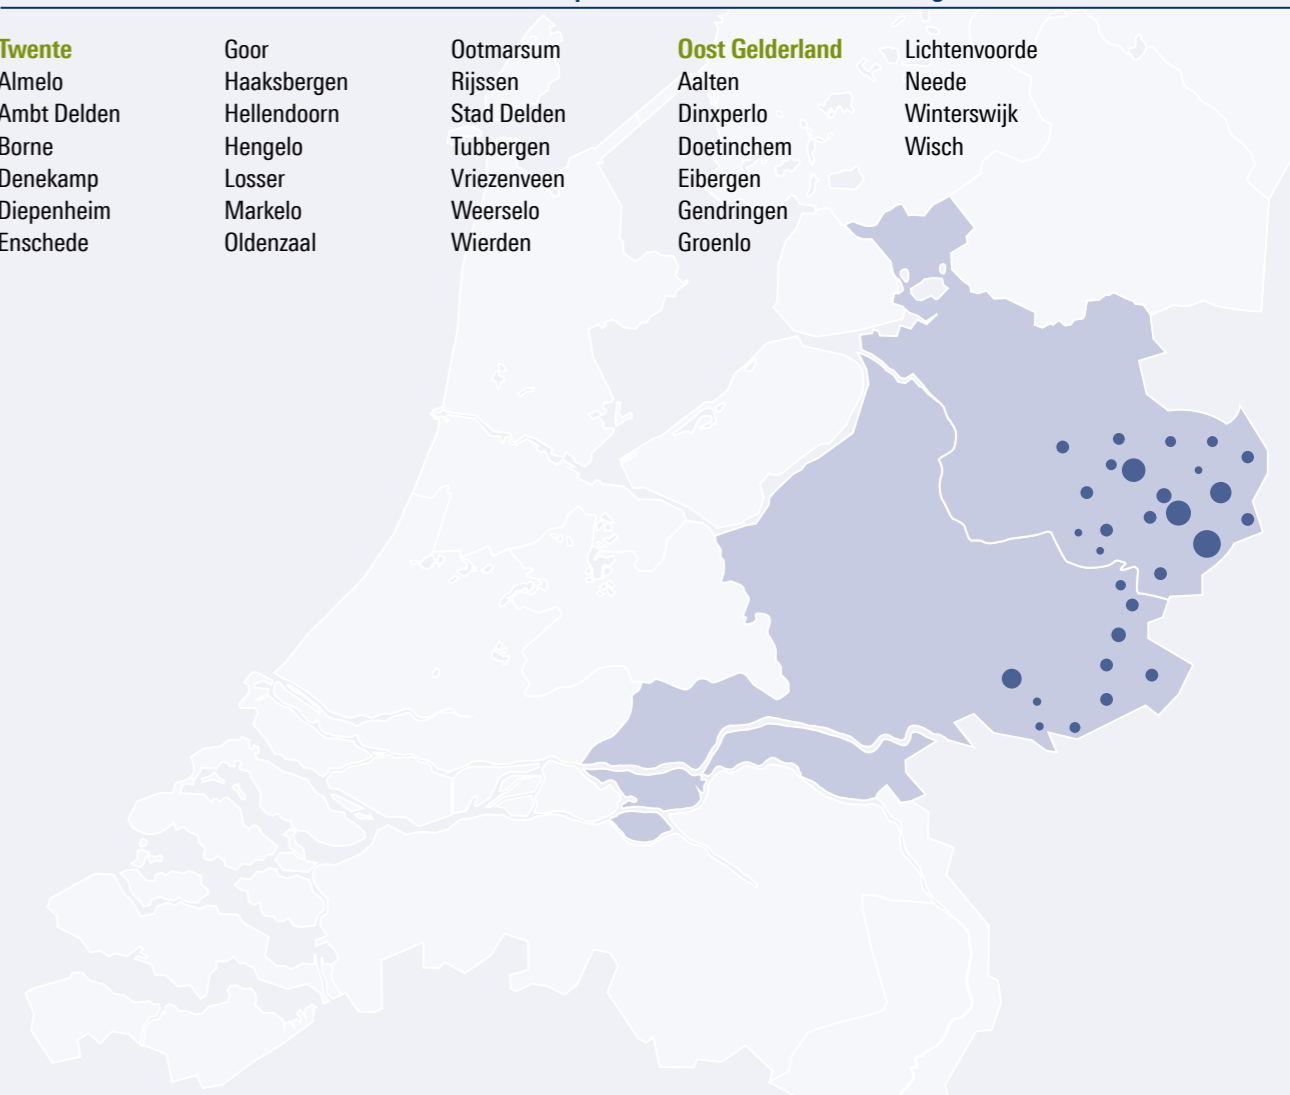 Twente
Almelo
Ambt Delden
Borne
Denekamp
Diepenheim
Enschede
Goor
Haaksbergen
Hellendoorn
Hengelo
Losser
Markelo
Oldenzaal
Ootmarsum
Rijssen
Stad Delden
Tubbergen
Vriezenveen
Weerselo
Wierden
Oost Gelderland
Aalten
Dinxperlo
Doetinchem
Eibergen
Gendringen
Groenlo
Lichtenvoorde
Neede
Winterswijk
Wisch